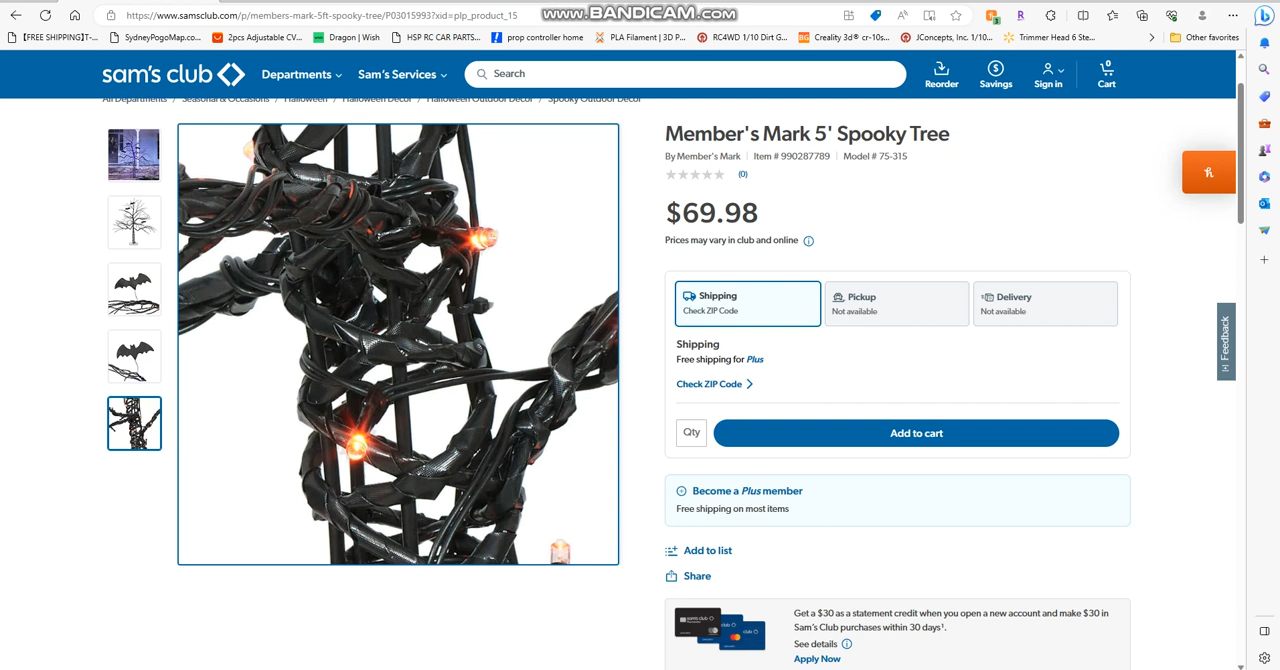 https://www.samsclub.com/p/members-mark-5ft-spooky-tree/P03015993?xid=plp_product_15
www.BANDICAM.com
[FREE SHIPPING]T-...
SydneyPogoMap.co...
2pcs Adjustable CV...
Dragon | Wish
HSP RC CAR PARTS...
prop controller home
PLA Filament | 3D P...
RC4WD 1/10 Dirt G...
Creality 3d® cr-10s...
JConcepts, Inc. 1/10...
Trimmer Head 6 Ste...
Other favorites
sam's club
Departments
Sam's Services
Search
Reorder
Savings
Sign in
0
Cart
All Departments / Seasonal & Occasions / Halloween / Halloween Decor / Halloween Outdoor Decor / Spooky Outdoor Decor
Member's Mark 5' Spooky Tree
By Member's Mark | Item # 990287789 | Model # 75-315
(0)
$69.98
Prices may vary in club and online
Shipping
Check ZIP Code
Pickup
Not available
Delivery
Not available
Shipping
Free shipping for Plus
Check ZIP Code
Qty
Add to cart
Become a Plus member
Free shipping on most items
Add to list
Share
Get a $30 as a statement credit when you open a new account and make $30 in
Sam's Club purchases within 30 days¹.
See details
Apply Now
Feedback